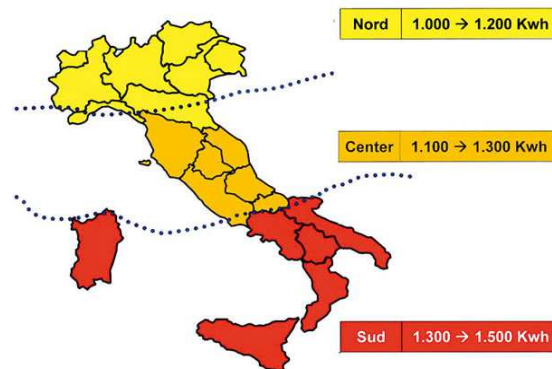 Nord 1.000 → 1.200 Kwh
Center 1.100 → 1.300 Kwh
Sud 1.300 → 1.500 Kwh